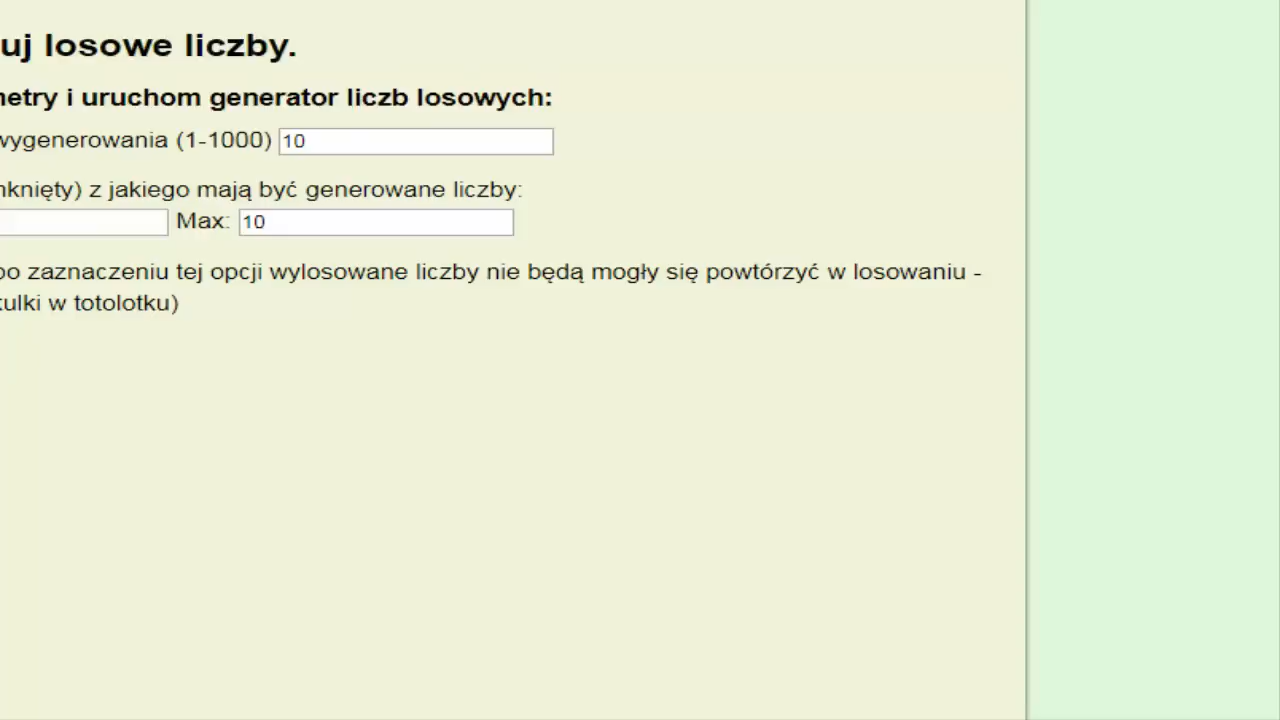 uj losowe liczby.
netry i uruchom generator liczb losowych:
wygenerowania (1-1000) 10
nknięty) z jakiego mają być generowane liczby:
Max: 10
po zaznaczeniu tej opcji wylosowane liczby nie będą mogły się powtórzyć w losowaniu -
kulki w totolotku)